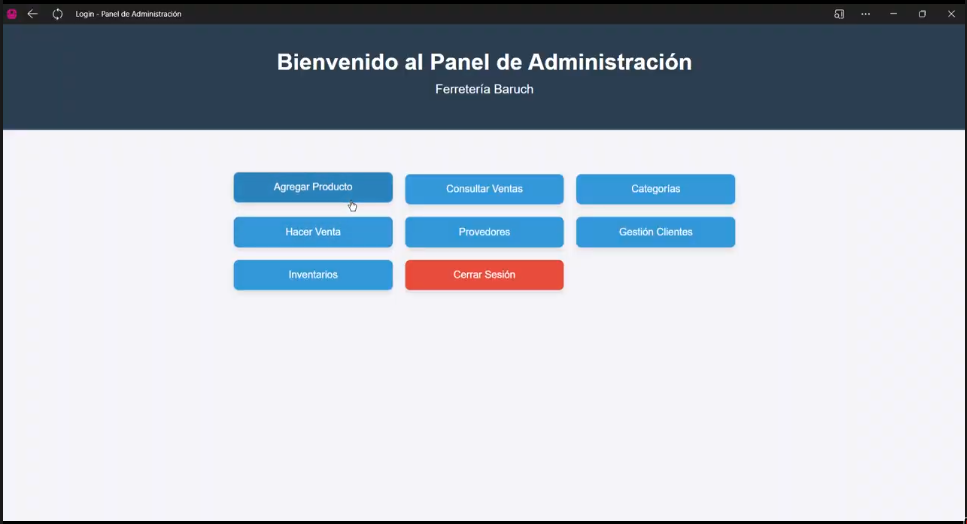 Login - Panel de Administración
Bienvenido al Panel de Administración
Ferretería Baruch
Agregar Producto
Consultar Ventas
Categorías
Hacer Venta
Provedores
Gestión Clientes
Inventarios
Cerrar Sesión